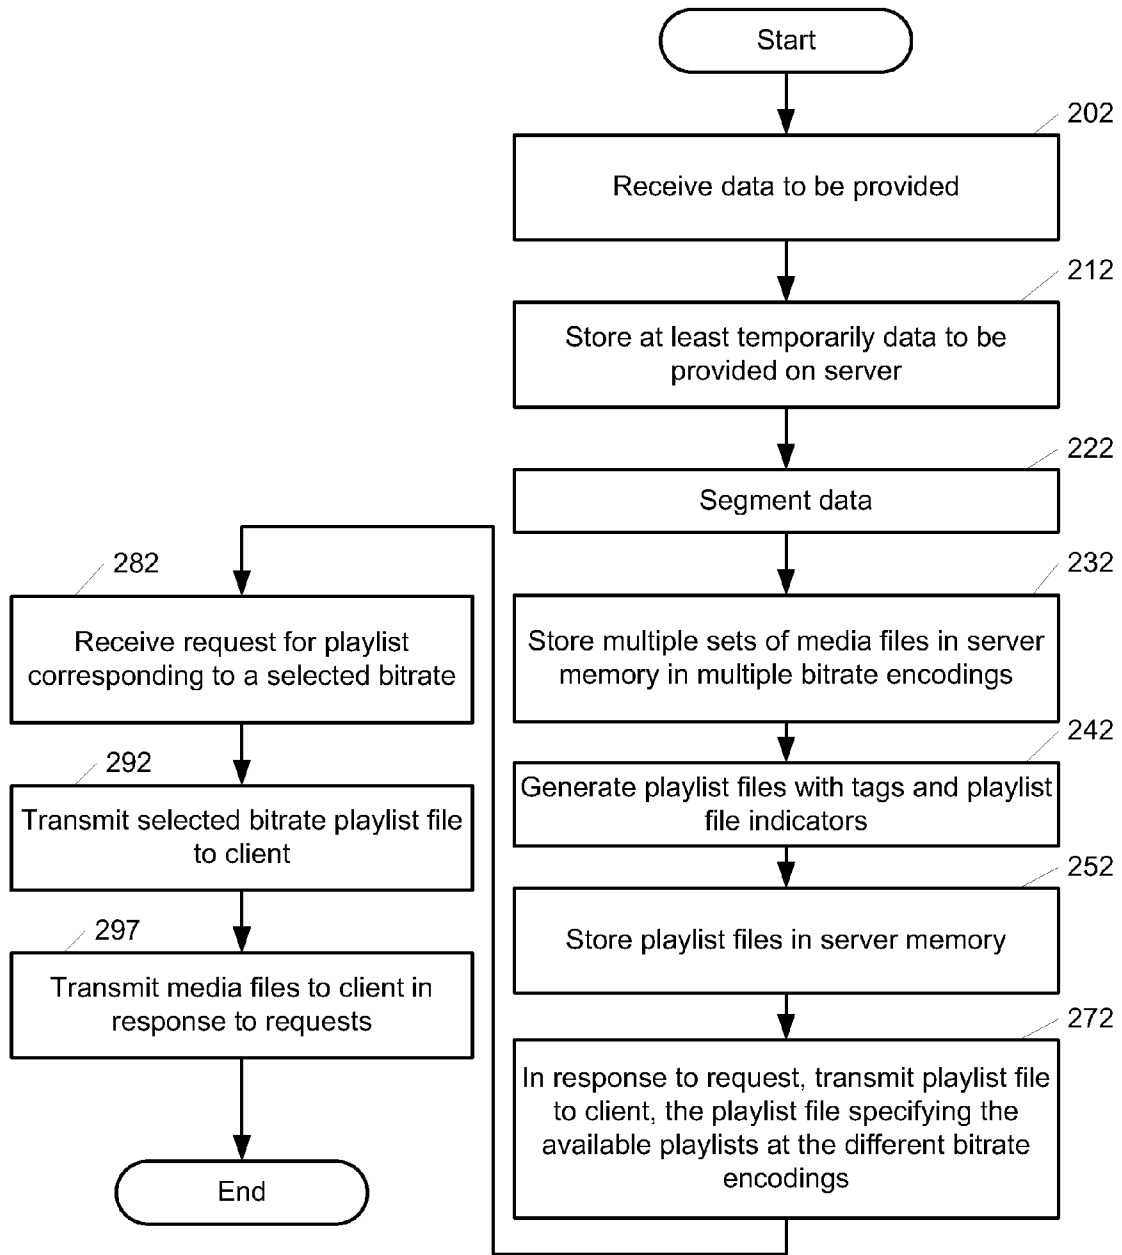 Start
202
Receive data to be provided
212
Store at least temporarily data to be
provided on server
222
Segment data
232
Store multiple sets of media files in server
memory in multiple bitrate encodings
242
Generate playlist files with tags and playlist
file indicators
252
Store playlist files in server memory
272
In response to request, transmit playlist file
to client, the playlist file specifying the
available playlists at the different bitrate
encodings
282
Receive request for playlist
corresponding to a selected bitrate
292
Transmit selected bitrate playlist file
to client
297
Transmit media files to client in
response to requests
End